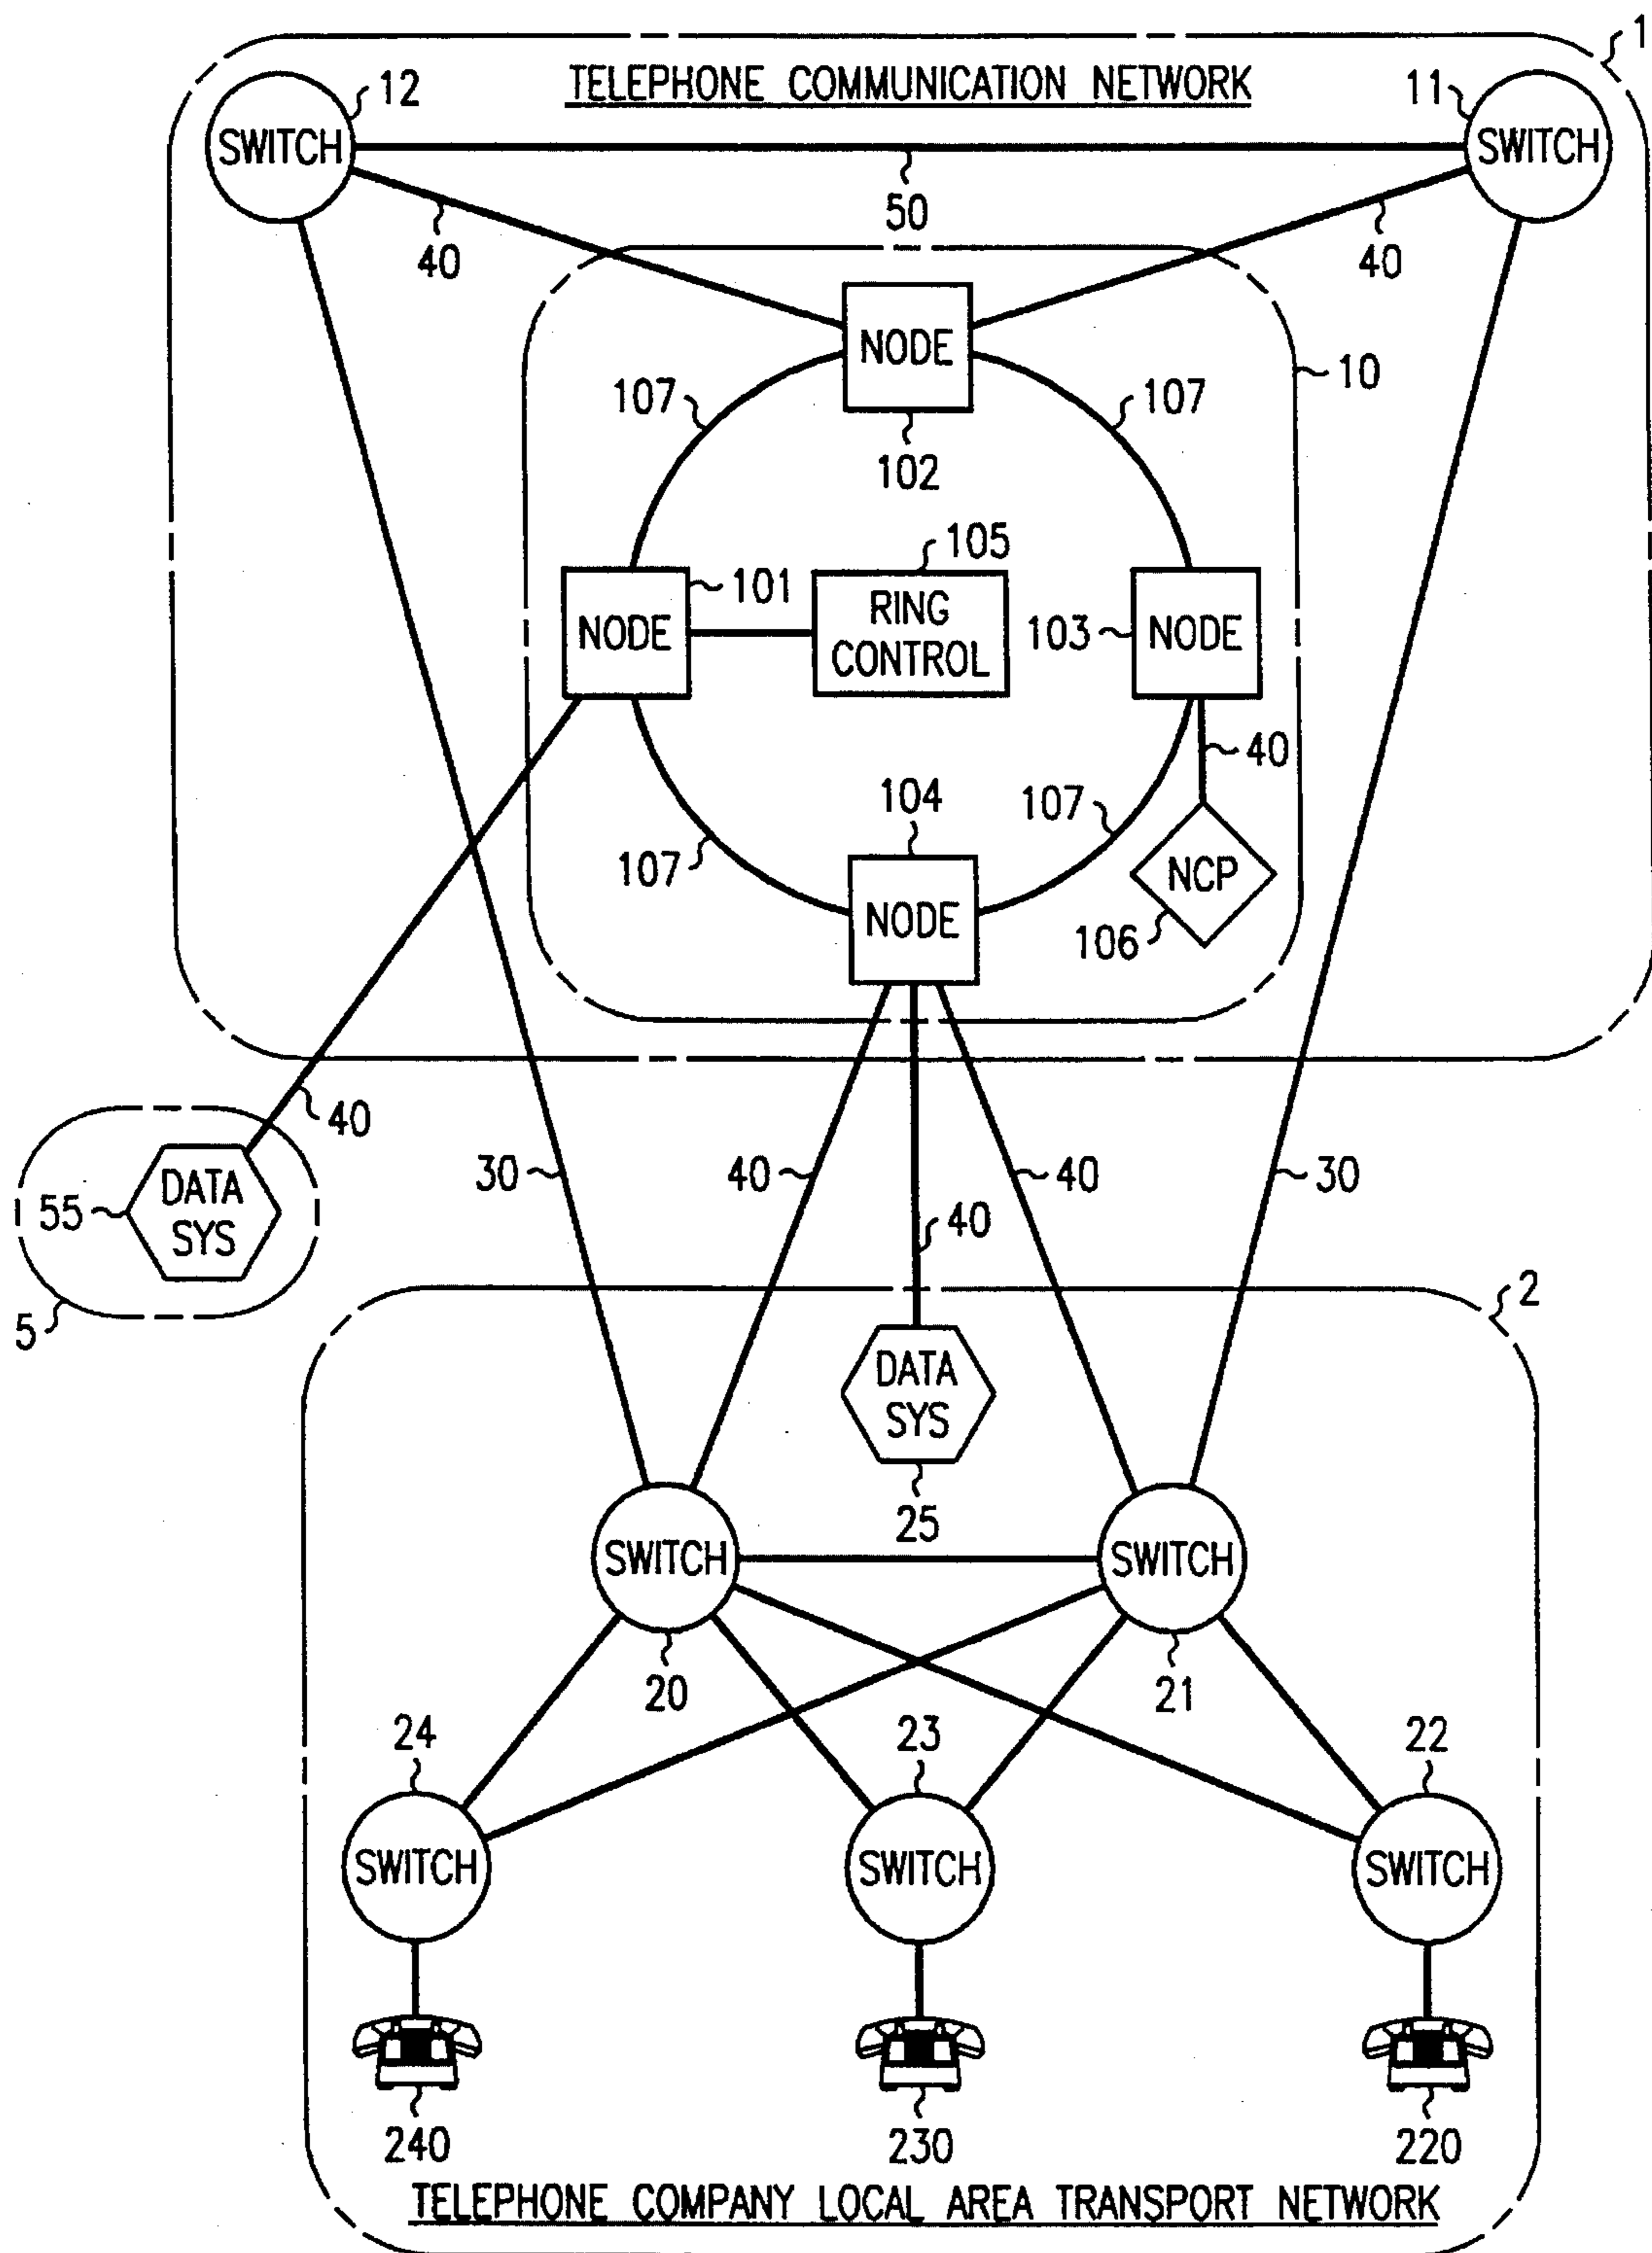 1
TELEPHONE COMMUNICATION NETWORK
12
11
SWITCH
SWITCH
50
40
40
NODE
10
107
107
102
105
101
RING
CONTROL
NODE
103
NODE
40
104
107
107
NCP
NODE
106
40
30
40
40
30
55
DATA
SYS
40
5
2
DATA
SYS
25
SWITCH
SWITCH
20
21
24
23
22
SWITCH
SWITCH
SWITCH
240
230
220
TELEPHONE COMPANY LOCAL AREA TRANSPORT NETWORK